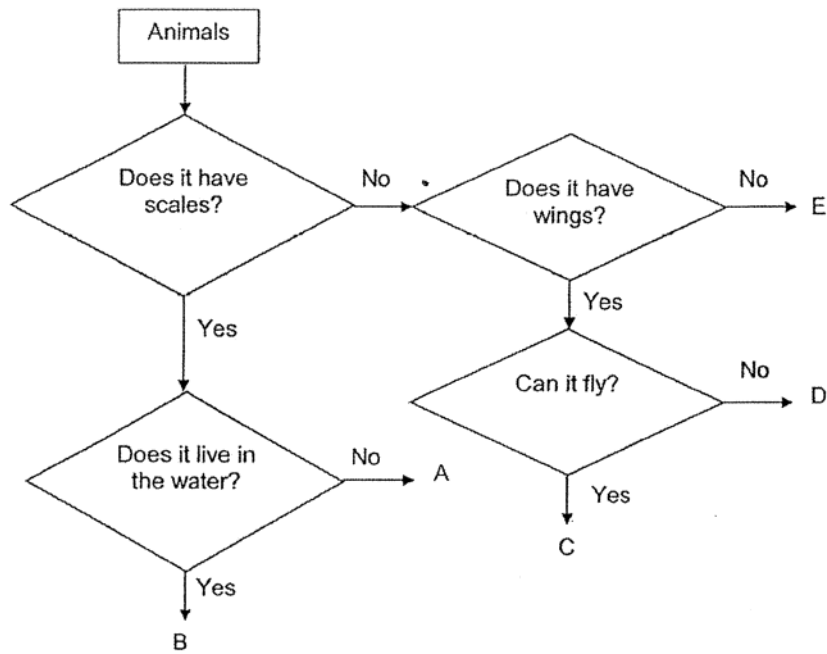 Animals
Does it have
scales?
No
Does it have
wings?
No
E
Yes
Yes
Can it fly?
No
D
Does it live in
the water?
No
A
Yes
C
Yes
B